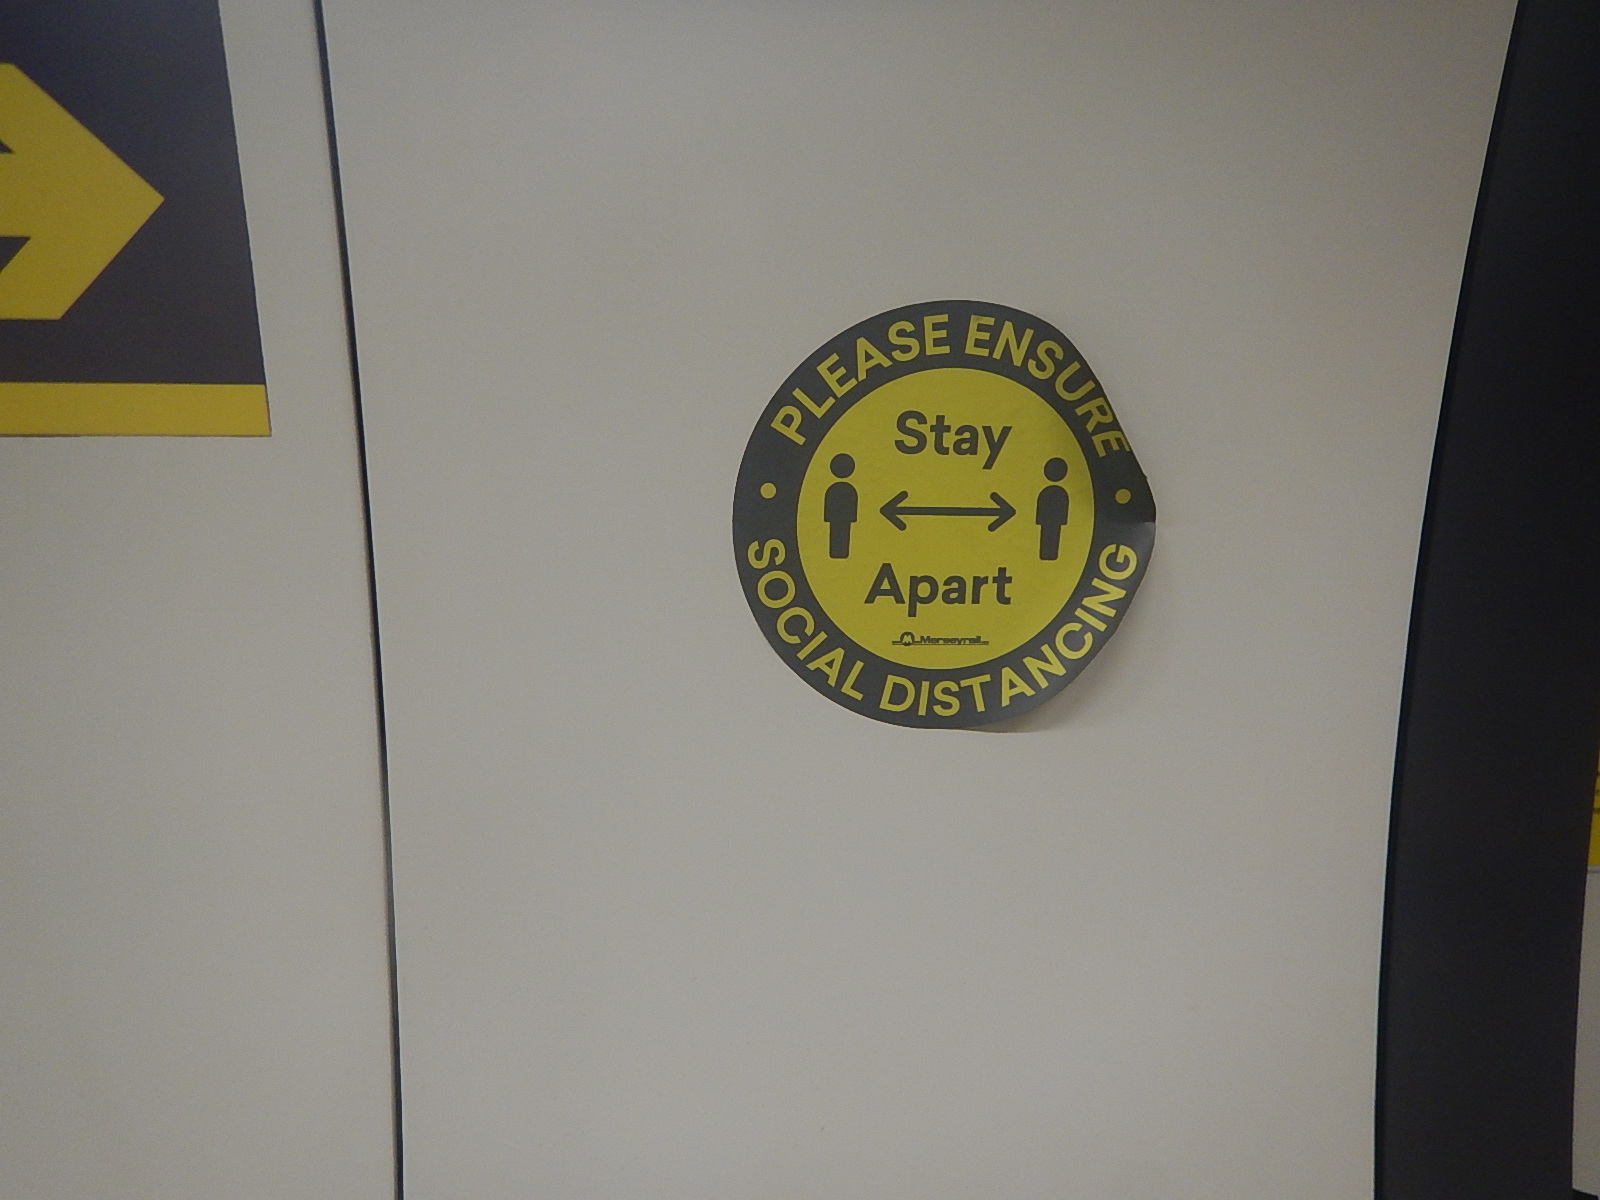 PLEASE ENSURE
Stay
Apart
Merseyrail
SOCIAL DISTANCING